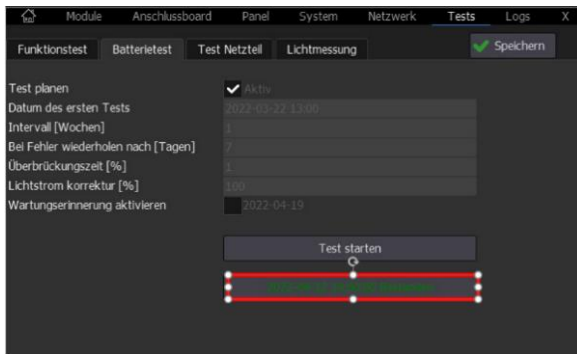 Module Anschlussboard Panel System Netzwerk Tests Logs X
Funktionstest Batterietest Test Netzteil Lichtmessung Speichern
Test planen Aktiv
Datum des ersten Tests 2022-03-22 13:00
Intervall [Wochen] 1
Bei Fehler wiederholen nach [Tagen] 7
Überbrückungszeit [%] 1
Lichtstrom korrektur [%] 100
Wartungserinnerung aktivieren 2022-04-19
Test starten